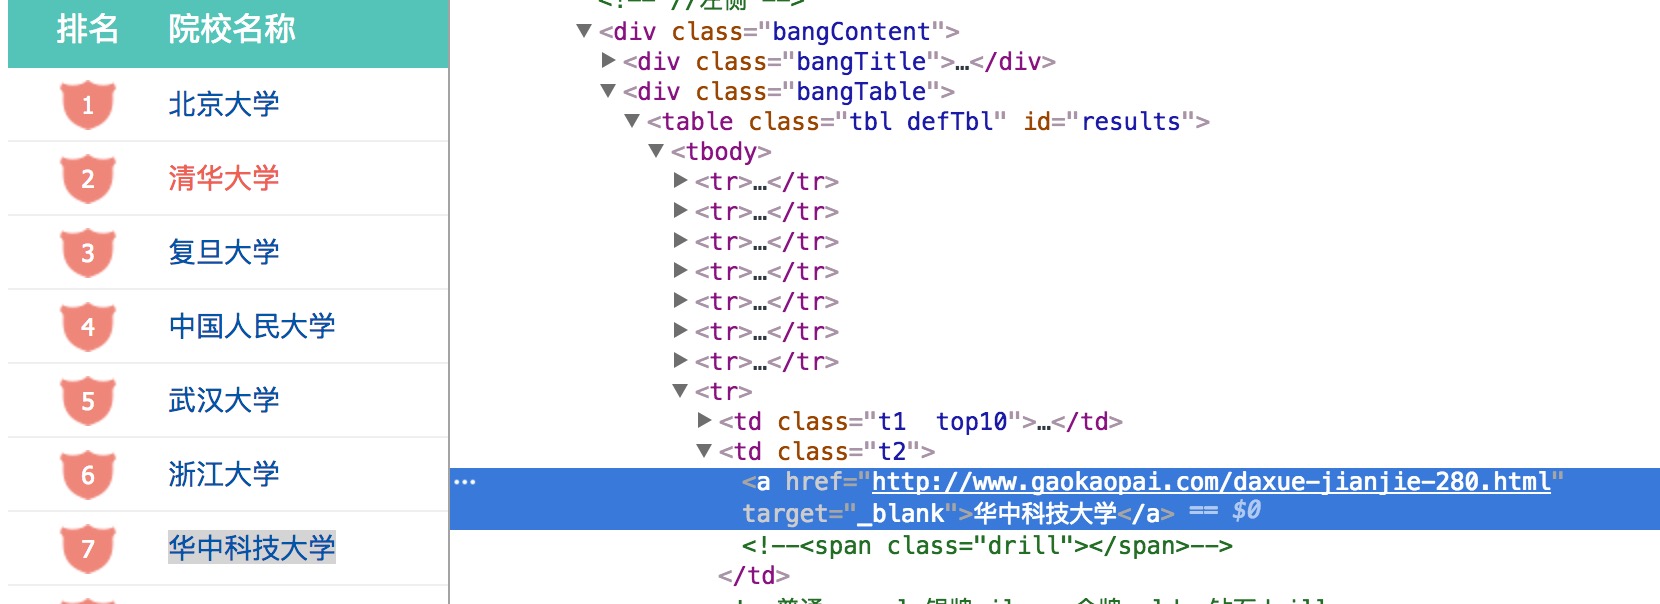 排名 院校名称
1 北京大学
2 清华大学
3 复旦大学
4 中国人民大学
5 武汉大学
6 浙江大学
7 华中科技大学
<!-- //左侧 -->
▼<div class="bangContent">
▶<div class="bangTitle">…</div>
▼<div class="bangTable">
▼<table class="tbl defTbl" id="results">
▼<tbody>
▶<tr>…</tr>
▶<tr>…</tr>
▶<tr>…</tr>
▶<tr>…</tr>
▶<tr>…</tr>
▶<tr>…</tr>
▶<tr>…</tr>
▼<tr>
▶<td class="t1  top10">…</td>
▼<td class="t2">
… <a href="http://www.gaokaopai.com/daxue-jianjie-280.html"
target="_blank">华中科技大学</a> == $0
<!--<span class="drill"></span>-->
</td>